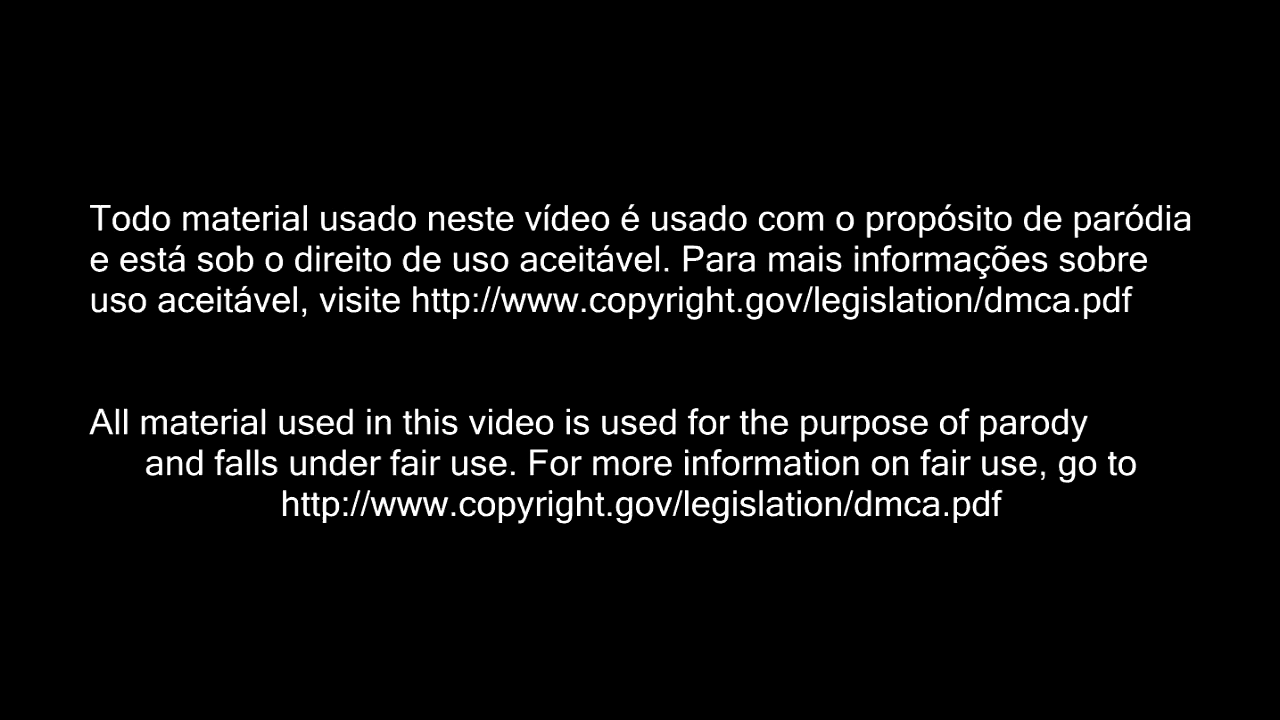 Todo material usado neste vídeo é usado com o propósito de paródia
e está sob o direito de uso aceitável. Para mais informações sobre
uso aceitável, visite http://www.copyright.gov/legislation/dmca.pdf
All material used in this video is used for the purpose of parody
and falls under fair use. For more information on fair use, go to
http://www.copyright.gov/legislation/dmca.pdf